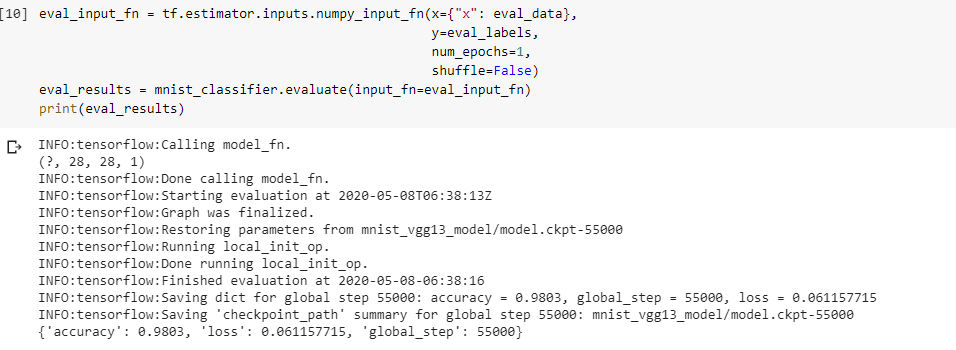 [10] eval_input_fn = tf.estimator.inputs.numpy_input_fn(x={"x": eval_data},
y=eval_labels,
num_epochs=1,
shuffle=False)
eval_results = mnist_classifier.evaluate(input_fn=eval_input_fn)
print(eval_results)
INFO:tensorflow:Calling model_fn.
(?, 28, 28, 1)
INFO:tensorflow:Done calling model_fn.
INFO:tensorflow:Starting evaluation at 2020-05-08T06:38:13Z
INFO:tensorflow:Graph was finalized.
INFO:tensorflow:Restoring parameters from mnist_vgg13_model/model.ckpt-55000
INFO:tensorflow:Running local_init_op.
INFO:tensorflow:Done running local_init_op.
INFO:tensorflow:Finished evaluation at 2020-05-08-06:38:16
INFO:tensorflow:Saving dict for global step 55000: accuracy = 0.9803, global_step = 55000, loss = 0.061157715
INFO:tensorflow:Saving 'checkpoint_path' summary for global step 55000: mnist_vgg13_model/model.ckpt-55000
{'accuracy': 0.9803, 'loss': 0.061157715, 'global_step': 55000}